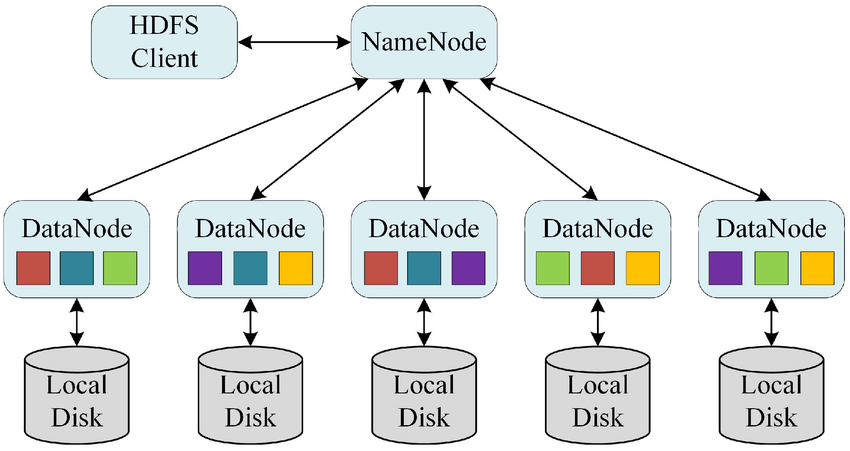 HDFS
Client
NameNode
DataNode
DataNode
DataNode
DataNode
DataNode
Local
Disk
Local
Disk
Local
Disk
Local
Disk
Local
Disk